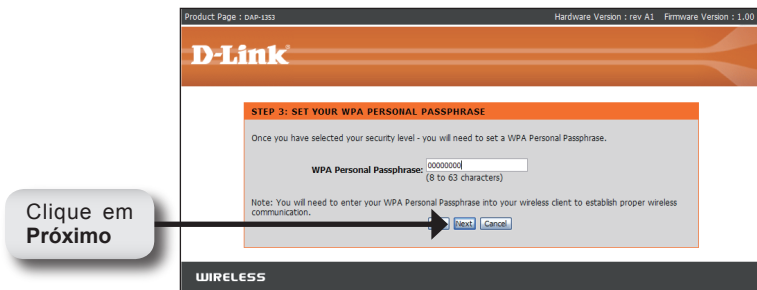 Product Page : DAP-1353 Hardware Version : rev A1 Firmware Version : 1.00
D-Link
STEP 3: SET YOUR WPA PERSONAL PASSPHRASE
Once you have selected your security level - you will need to set a WPA Personal Passphrase.
WPA Personal Passphrase: 00000000
(8 to 63 characters)
Note: You will need to enter your WPA Personal Passphrase into your wireless client to establish proper wireless
communication.
Next Cancel
Clique em
Próximo
WIRELESS